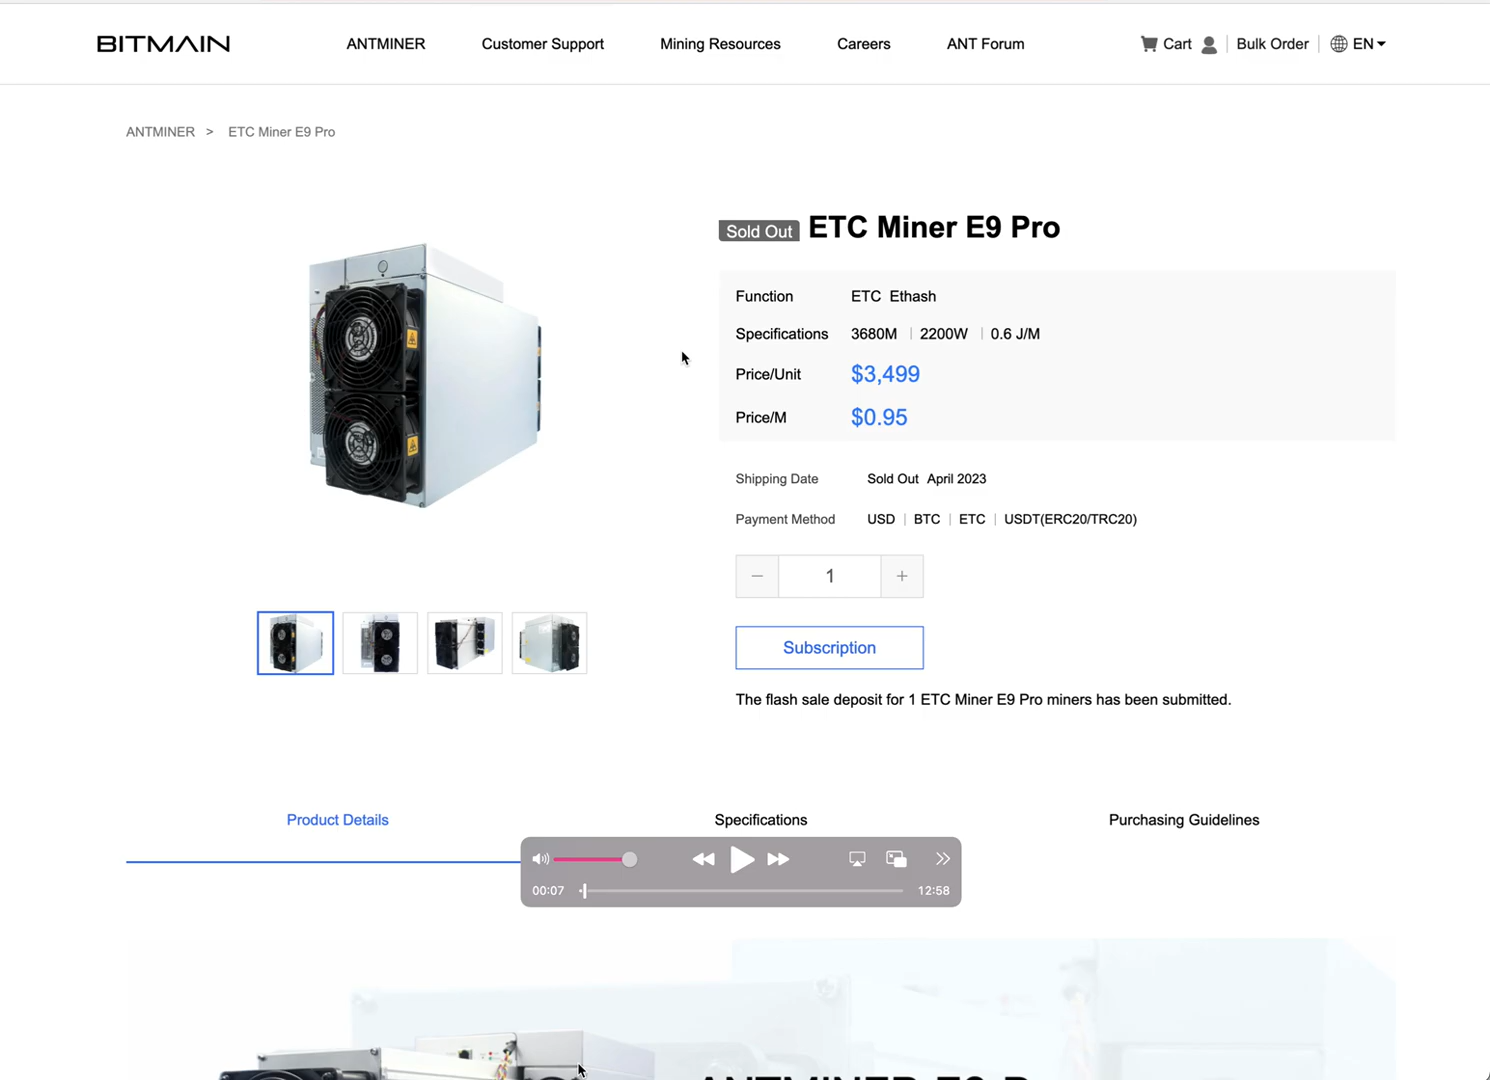 BITMAIN
ANTMINER
Customer Support
Mining Resources
Careers
ANT Forum
Cart
Bulk Order
EN
ANTMINER > ETC Miner E9 Pro
Sold Out ETC Miner E9 Pro
Function ETC Ethash
Specifications 3680M | 2200W | 0.6 J/M
Price/Unit $3,499
Price/M $0.95
Shipping Date Sold Out April 2023
Payment Method USD | BTC | ETC | USDT(ERC20/TRC20)
− 1 +
Subscription
The flash sale deposit for 1 ETC Miner E9 Pro miners has been submitted.
Product Details
Specifications
Purchasing Guidelines
00:07
12:58